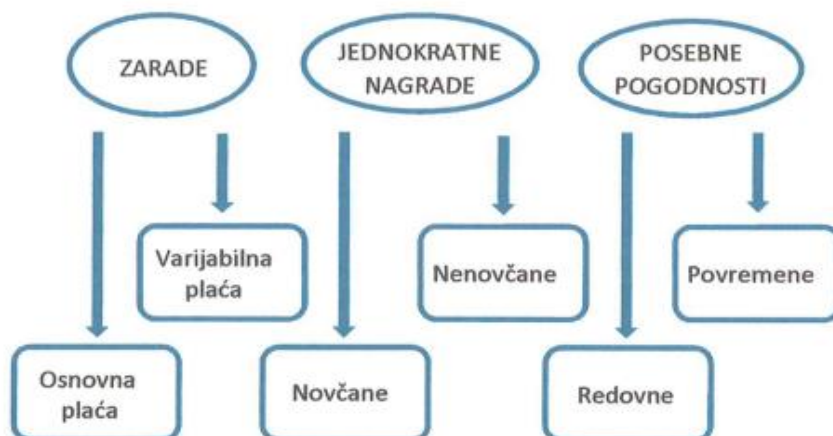 ZARADE
JEDNOKRATNE
NAGRADE
POSEBNE
POGODNOSTI
Varijabilna
plaća
Nenovčane
Povremene
Osnovna
plaća
Novčane
Redovne